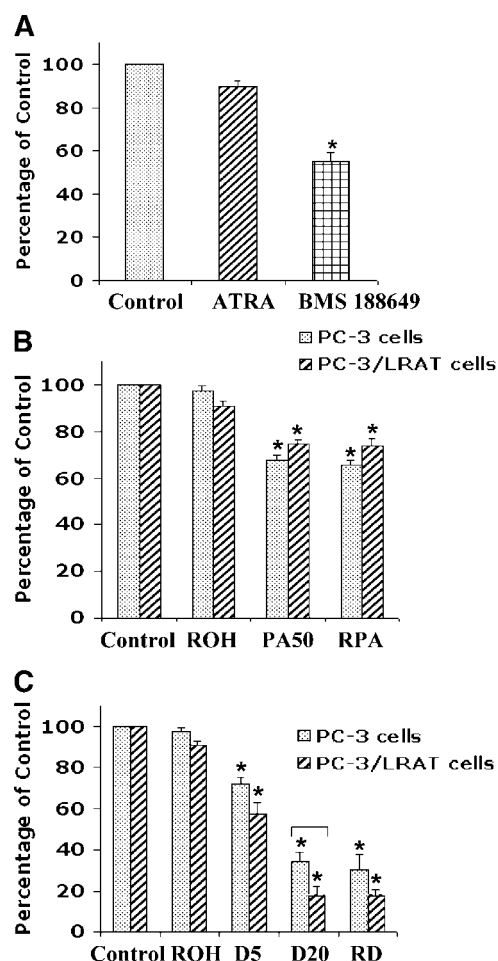 A
Percentage of Control
100
80
60
40
20
0
*
Control ATRA BMS 188649
B
PC-3 cells
PC-3/LRAT cells
Percentage of Control
100
80
60
40
20
0
* * * *
Control ROH PA50 RPA
C
PC-3 cells
PC-3/LRAT cells
Percentage of Control
100
80
60
40
20
0
* * * * * *
Control ROH D5 D20 RD